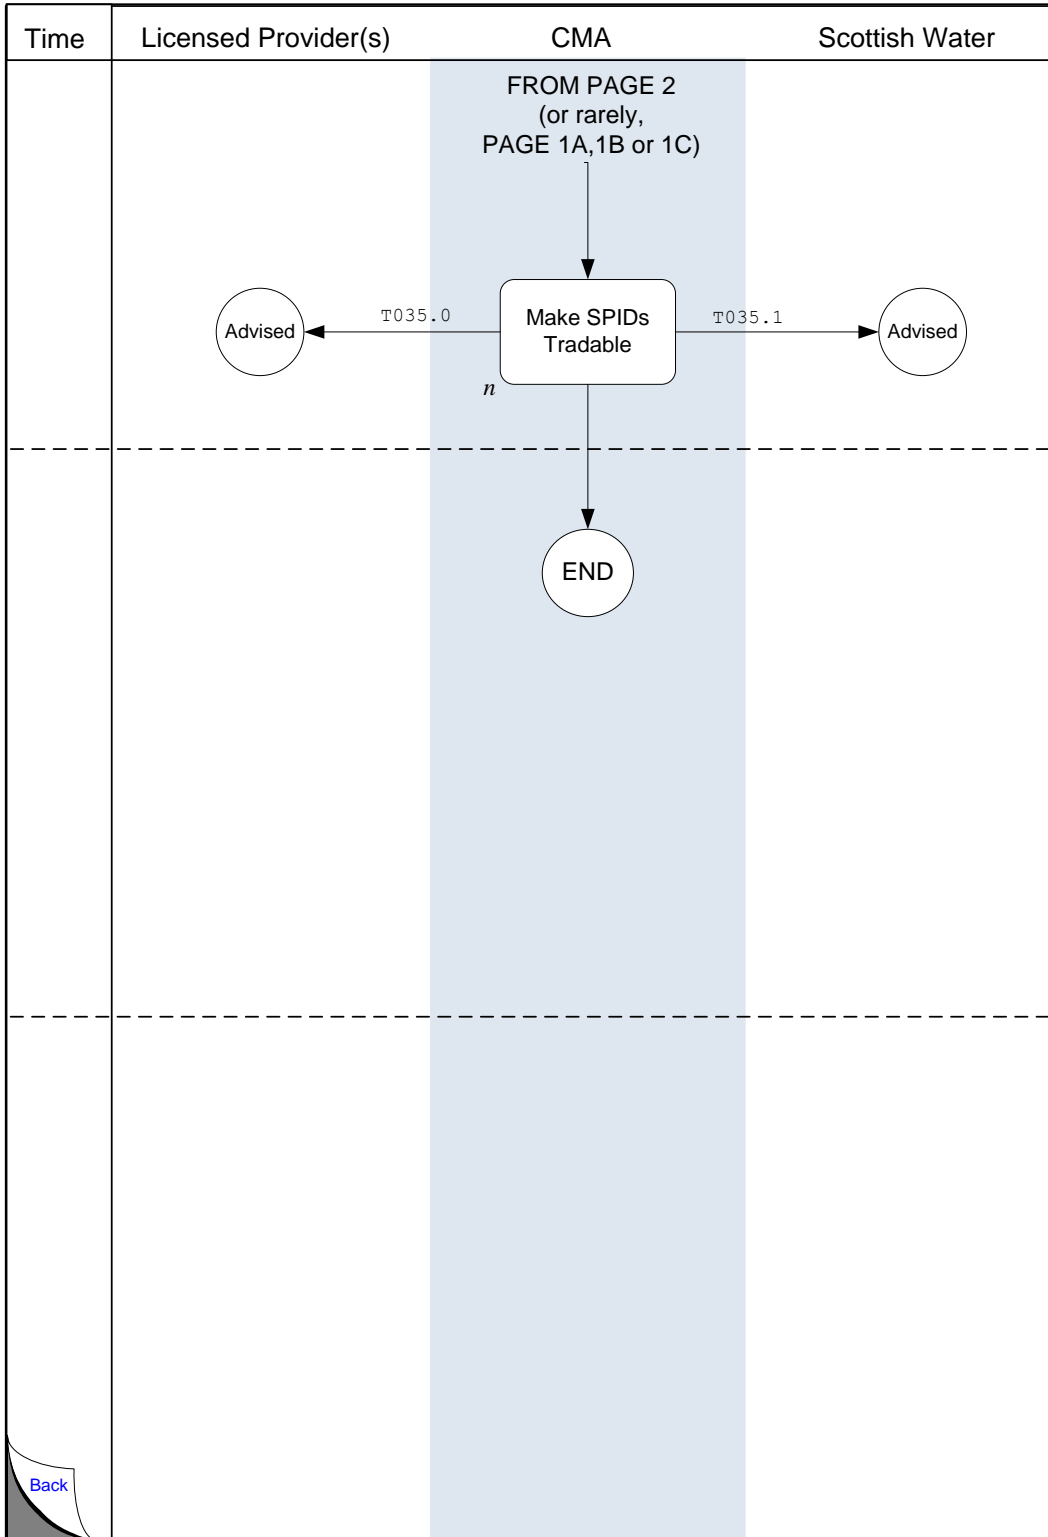 Time
Licensed Provider(s)
CMA
Scottish Water
FROM PAGE 2
(or rarely,
PAGE 1A,1B or 1C)
Advised
T035.0
Make SPIDs
Tradable
T035.1
Advised
n
END
Back